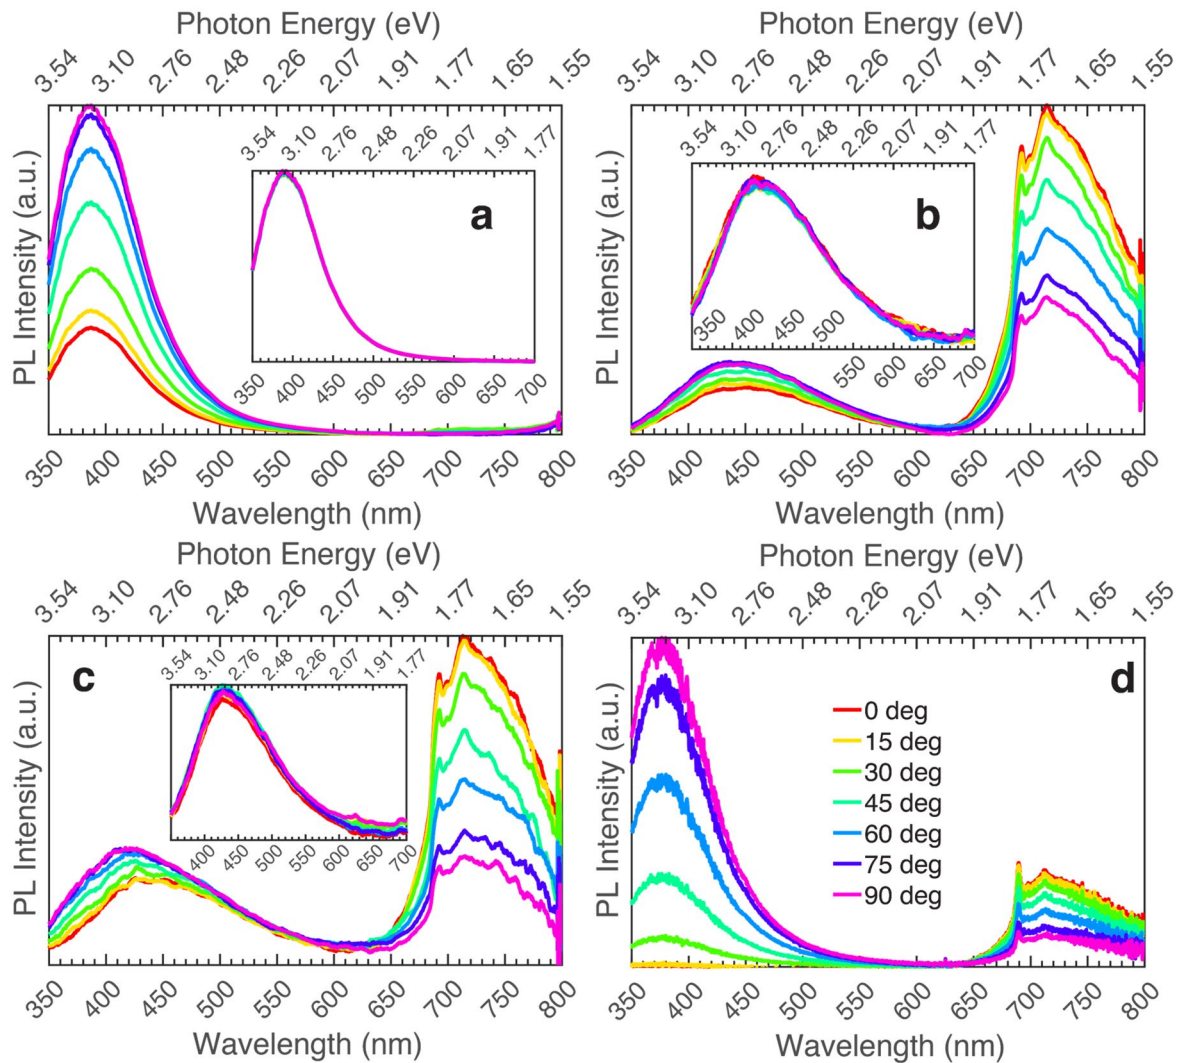 Photon Energy (eV)
3.54 3.10 2.76 2.48 2.26 2.07 1.91 1.77 1.65 1.55
PL Intensity (a.u.)
3.54 3.10 2.76 2.48 2.26 2.07 1.91 1.77
a
350 400 450 500 550 600 650 700
350 400 450 500 550 600 650 700 750 800
Wavelength (nm)
Photon Energy (eV)
3.54 3.10 2.76 2.48 2.26 2.07 1.91 1.77 1.65 1.55
PL Intensity (a.u.)
3.54 3.10 2.76 2.48 2.26 2.07 1.91 1.77
b
350 400 450 500 550 600 650 700
350 400 450 500 550 600 650 700 750 800
Wavelength (nm)
Photon Energy (eV)
3.54 3.10 2.76 2.48 2.26 2.07 1.91 1.77 1.65 1.55
PL Intensity (a.u.)
c
3.54 3.10 2.76 2.48 2.26 2.07 1.91 1.77
400 450 500 550 600 650 700
350 400 450 500 550 600 650 700 750 800
Wavelength (nm)
Photon Energy (eV)
3.54 3.10 2.76 2.48 2.26 2.07 1.91 1.77 1.65 1.55
PL Intensity (a.u.)
d
0 deg
15 deg
30 deg
45 deg
60 deg
75 deg
90 deg
350 400 450 500 550 600 650 700 750 800
Wavelength (nm)